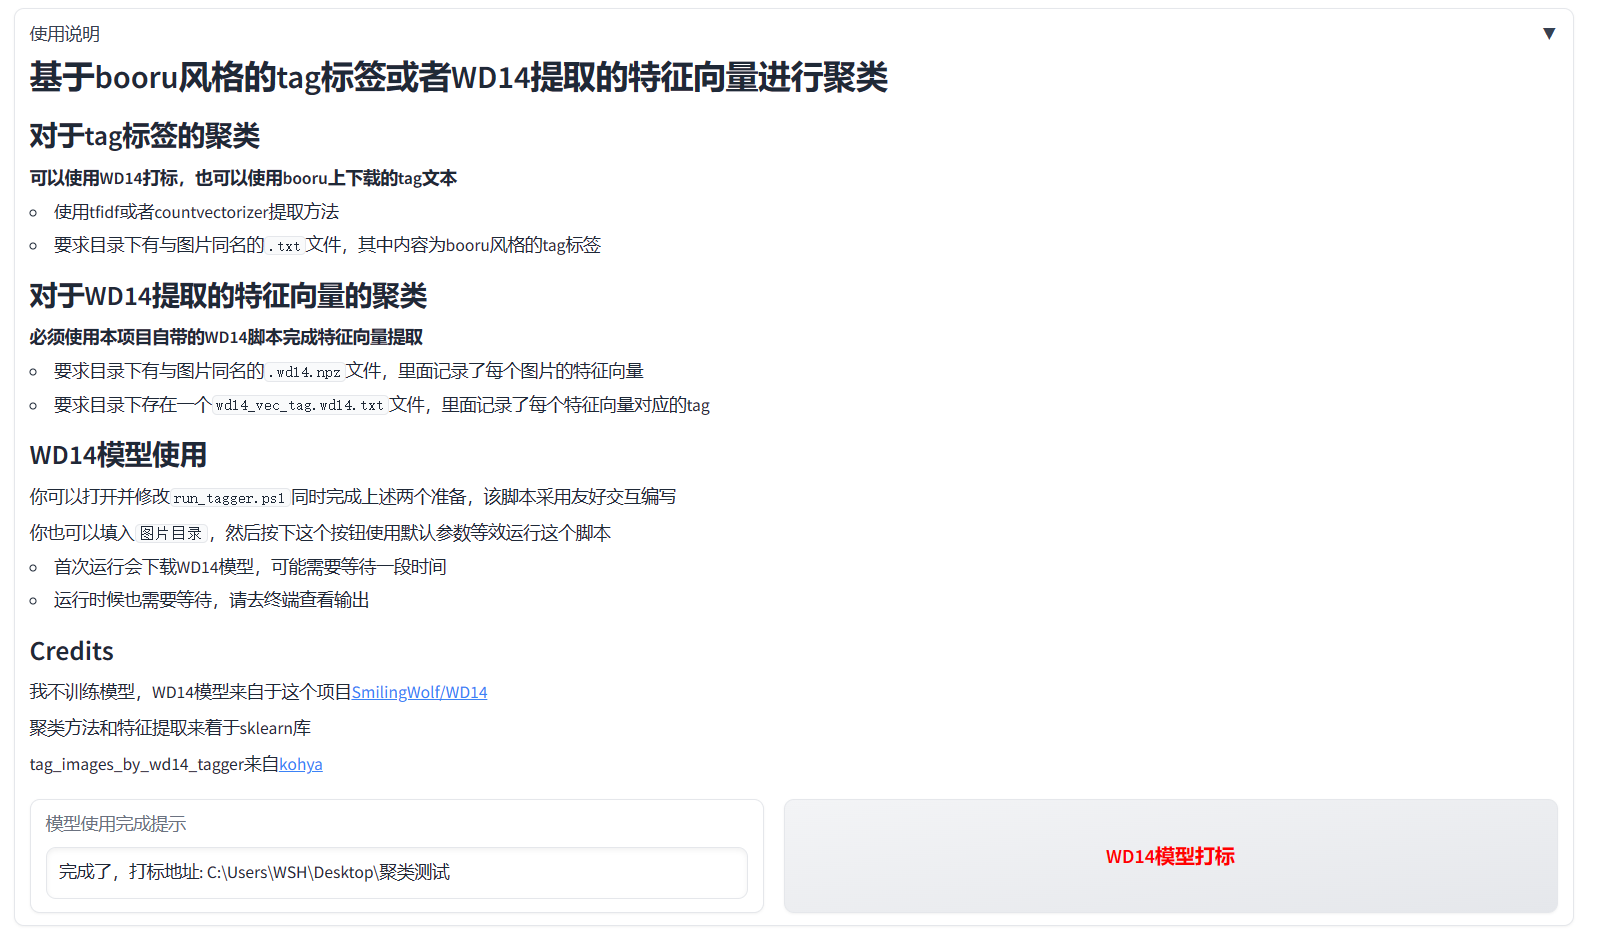 使用说明
▼
基于booru风格的tag标签或者WD14提取的特征向量进行聚类
对于tag标签的聚类
可以使用WD14打标，也可以使用booru上下载的tag文本
使用tfidf或者countvectorizer提取方法
要求目录下有与图片同名的.txt文件，其中内容为booru风格的tag标签
对于WD14提取的特征向量的聚类
必须使用本项目自带的WD14脚本完成特征向量提取
要求目录下有与图片同名的.wd14.npz文件，里面记录了每个图片的特征向量
要求目录下存在一个wd14_vec_tag.wd14.txt文件，里面记录了每个特征向量对应的tag
WD14模型使用
你可以打开并修改run_tagger.ps1同时完成上述两个准备，该脚本采用友好交互编写
你也可以填入图片目录，然后按下这个按钮使用默认参数等效运行这个脚本
首次运行会下载WD14模型，可能需要等待一段时间
运行时候也需要等待，请去终端查看输出
Credits
我不训练模型，WD14模型来自于这个项目SmilingWolf/WD14
聚类方法和特征提取来着于sklearn库
tag_images_by_wd14_tagger来自kohya
模型使用完成提示
完成了，打标地址: C:\Users\WSH\Desktop\聚类测试
WD14模型打标